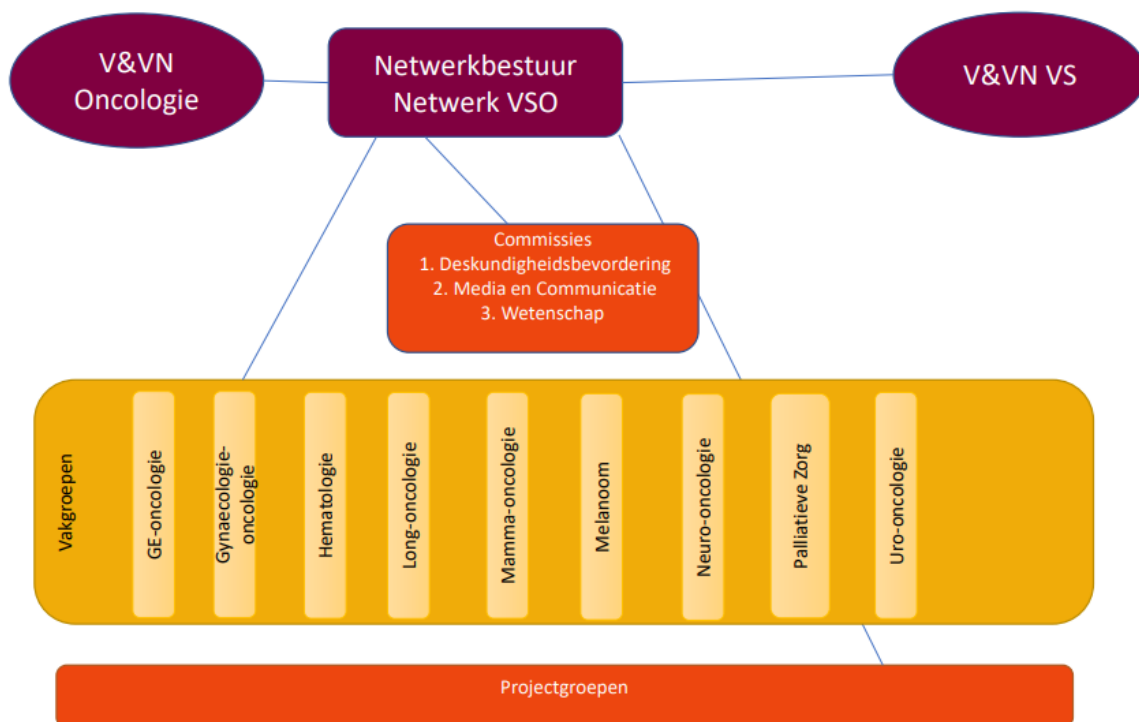 V&VN
Oncologie
Netwerkbestuur
Netwerk VSO
V&VN VS
Commissies
1. Deskundigheidsbevordering
2. Media en Communicatie
3. Wetenschap
Vakgroepen
GE-oncologie
Gynaecologie-
oncologie
Hematologie
Long-oncologie
Mamma-oncologie
Melanoom
Neuro-oncologie
Palliatieve Zorg
Uro-oncologie
Projectgroepen